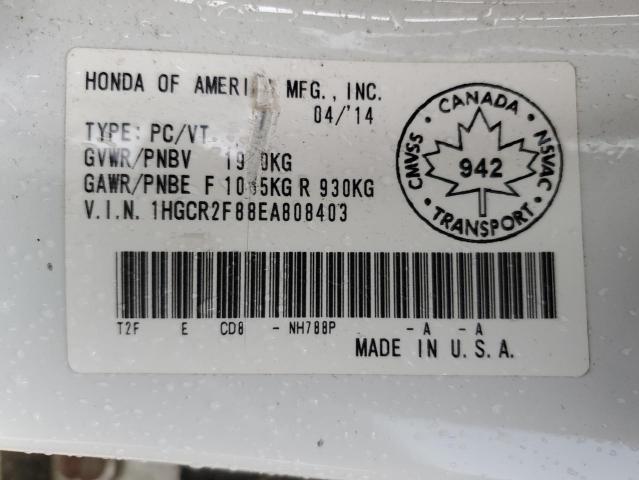 HONDA OF MFG., INC.
04/'14
TYPE: PC/VT.
GVWR/PNBV
GAWR/PNBE F R 930KG
V.I.N. 1HGCR2F88EA808403
CANADA
CMVSS
NSVAC
942
TRANSPORT
T2F E CD8 - NH788P - A - A
MADE IN U.S.A.